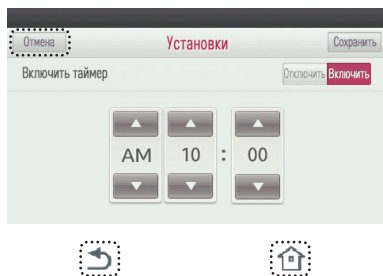 Отмена Установки Сохранить
Включить таймер Отключить Включить
AM 10 : 00